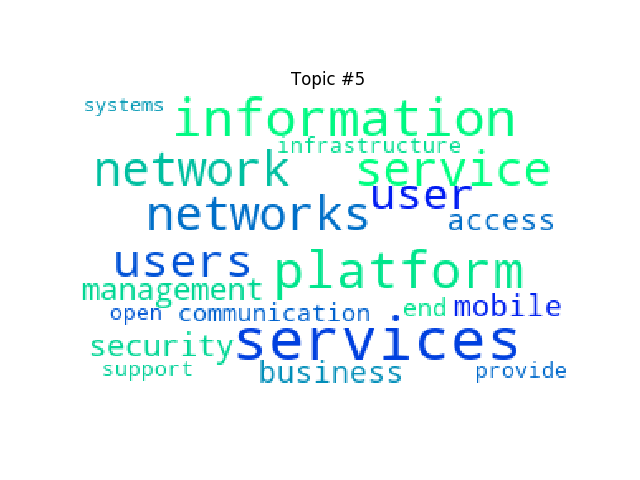 Topic #5
systems
information
infrastructure
network
service
user
networks
access
users
platform
management
open
communication
end
mobile
security
services
support
business
provide